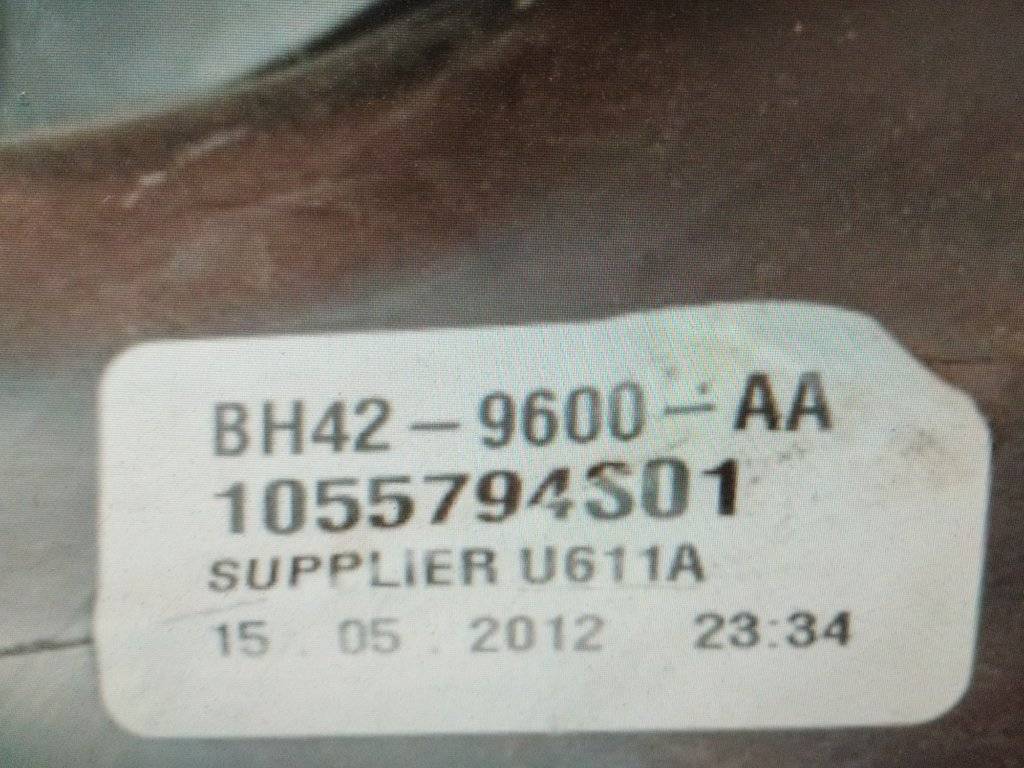 BH42-9600-AA
1055794S01
SUPPLIER U611A
15.05.2012 23:34